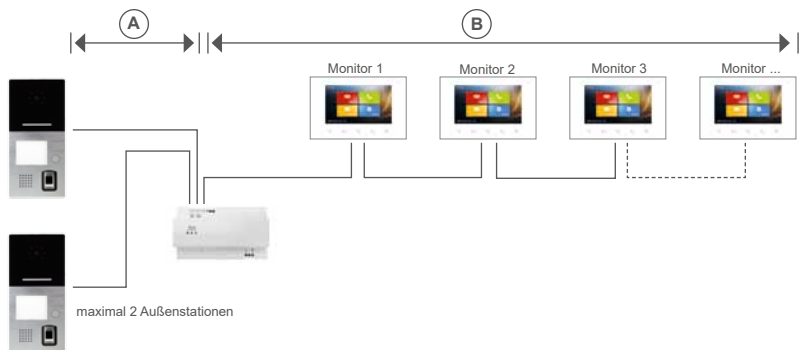 A
B
Monitor 1
Monitor 2
Monitor 3
Monitor ...
maximal 2 Außenstationen